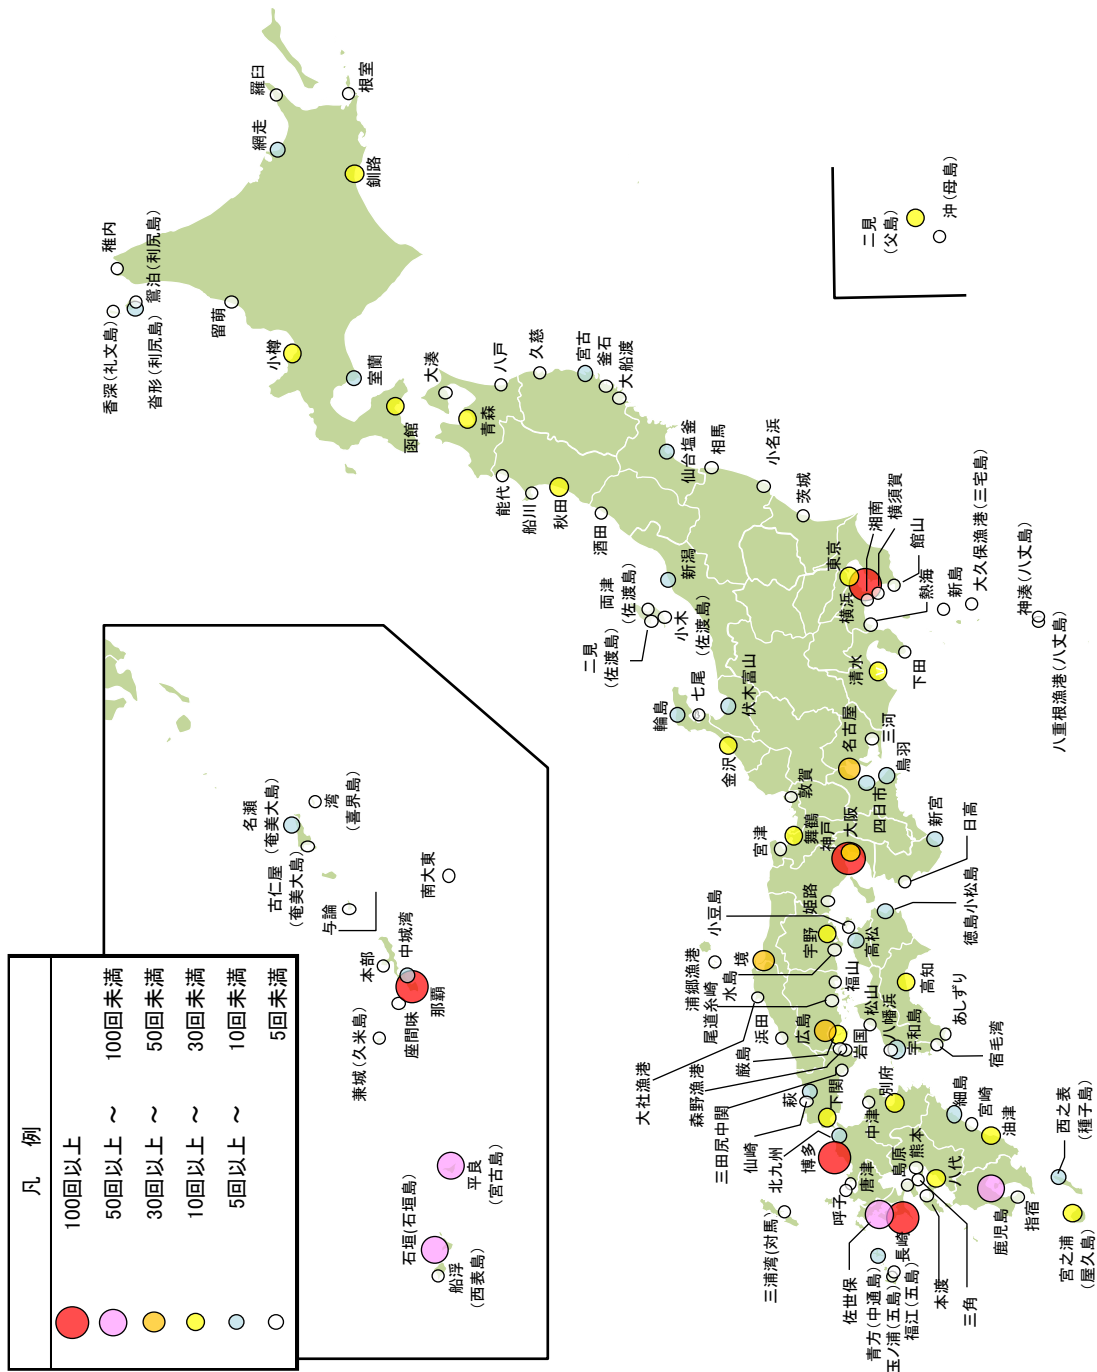 凡 例
100回以上
50回以上 ～ 100回未満
30回以上 ～ 50回未満
10回以上 ～ 30回未満
5回以上 ～ 10回未満
5回未満
稚内
香深（礼文島）
鴛泊（利尻島）
沓形（利尻島）
留萌
小樽
網走
羅臼
根室
釧路
室蘭
函館
大湊
青森
八戸
久慈
宮古
釜石
大船渡
能代
船川
秋田
酒田
仙台塩釜
相馬
小名浜
茨城
新潟
両津
（佐渡島）
小木
（佐渡島）
二見
（佐渡島）
東京
横浜
湘南
横須賀
館山
熱海
新島
大久保漁港（三宅島）
神湊（八丈島）
八重根漁港（八丈島）
二見
（父島）
沖（母島）
下田
清水
三河
名古屋
四日市
鳥羽
輪島
七尾
伏木富山
金沢
敦賀
舞鶴
宮津
神戸
大阪
新宮
日高
姫路
小豆島
宇野
水島
高松
徳島小松島
高知
福山
尾道糸崎
浦郷漁港
境
大社漁港
浜田
広島
厳島
岩国
森野漁港
三田尻中関
松山
八幡浜
宇和島
あしずり
宿毛湾
萩
仙崎
下関
北九州
博多
中津
別府
細島
宮崎
油津
西之表
（種子島）
宮之浦
（屋久島）
指宿
鹿児島
八代
熊本
島原
三角
本渡
唐津
呼子
三浦湾（対馬）
佐世保
長崎
青方（中通島）
玉ノ浦（五島）
福江（五島）
名瀬
（奄美大島）
湾
（喜界島）
古仁屋
（奄美大島）
与論
南大東
本部
中城湾
那覇
座間味
兼城（久米島）
平良
（宮古島）
石垣（石垣島）
船浮
（西表島）